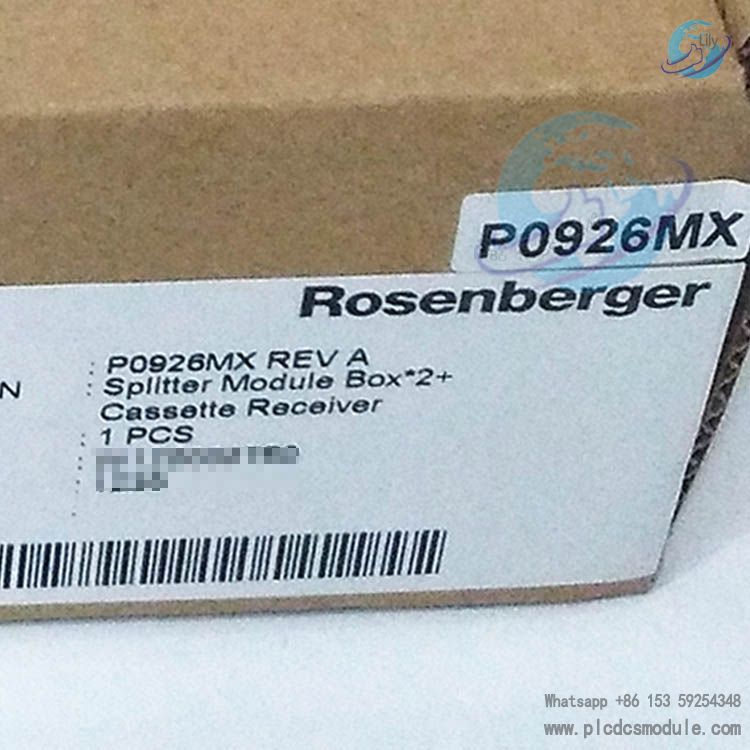 Lily
P0926MX
Rosenberger
: P0926MX REV A
N : Splitter Module Box*2+
Cassette Receiver
: 1 PCS
:
:
Whatsapp +86 153 59254348
www.plcdcsmodule.com